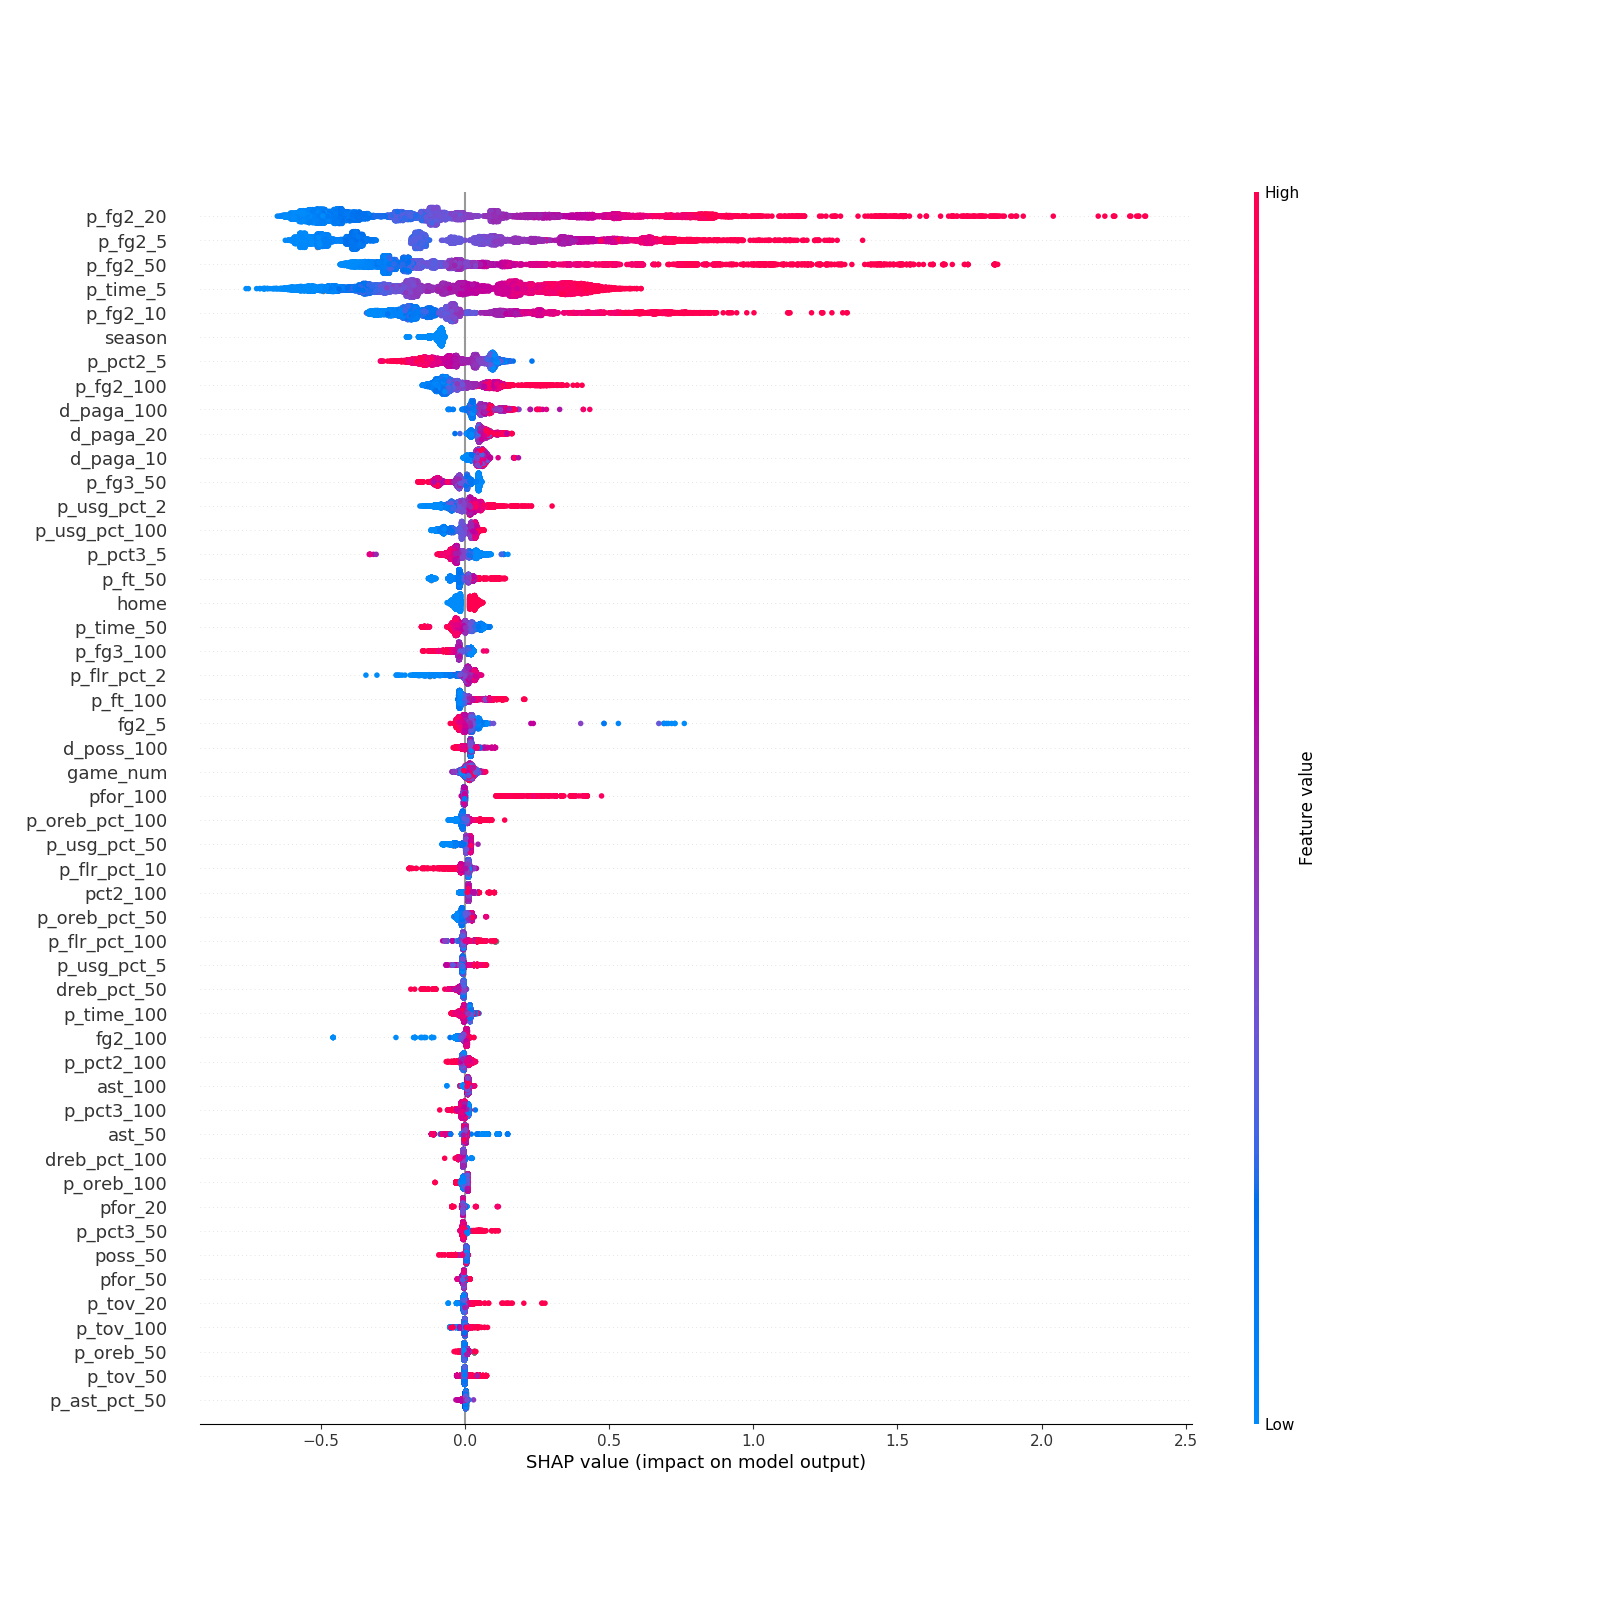 High
p_fg2_20
p_fg2_5
p_fg2_50
p_time_5
p_fg2_10
season
p_pct2_5
p_fg2_100
d_paga_100
d_paga_20
d_paga_10
p_fg3_50
p_usg_pct_2
p_usg_pct_100
p_pct3_5
p_ft_50
home
p_time_50
p_fg3_100
p_flr_pct_2
p_ft_100
fg2_5
d_poss_100
game_num
pfor_100
p_oreb_pct_100
p_usg_pct_50
p_flr_pct_10
pct2_100
p_oreb_pct_50
p_flr_pct_100
p_usg_pct_5
dreb_pct_50
p_time_100
fg2_100
p_pct2_100
ast_100
p_pct3_100
ast_50
dreb_pct_100
p_oreb_100
pfor_20
p_pct3_50
poss_50
pfor_50
p_tov_20
p_tov_100
p_oreb_50
p_tov_50
p_ast_pct_50
Feature value
Low
−0.5 0.0 0.5 1.0 1.5 2.0 2.5
SHAP value (impact on model output)